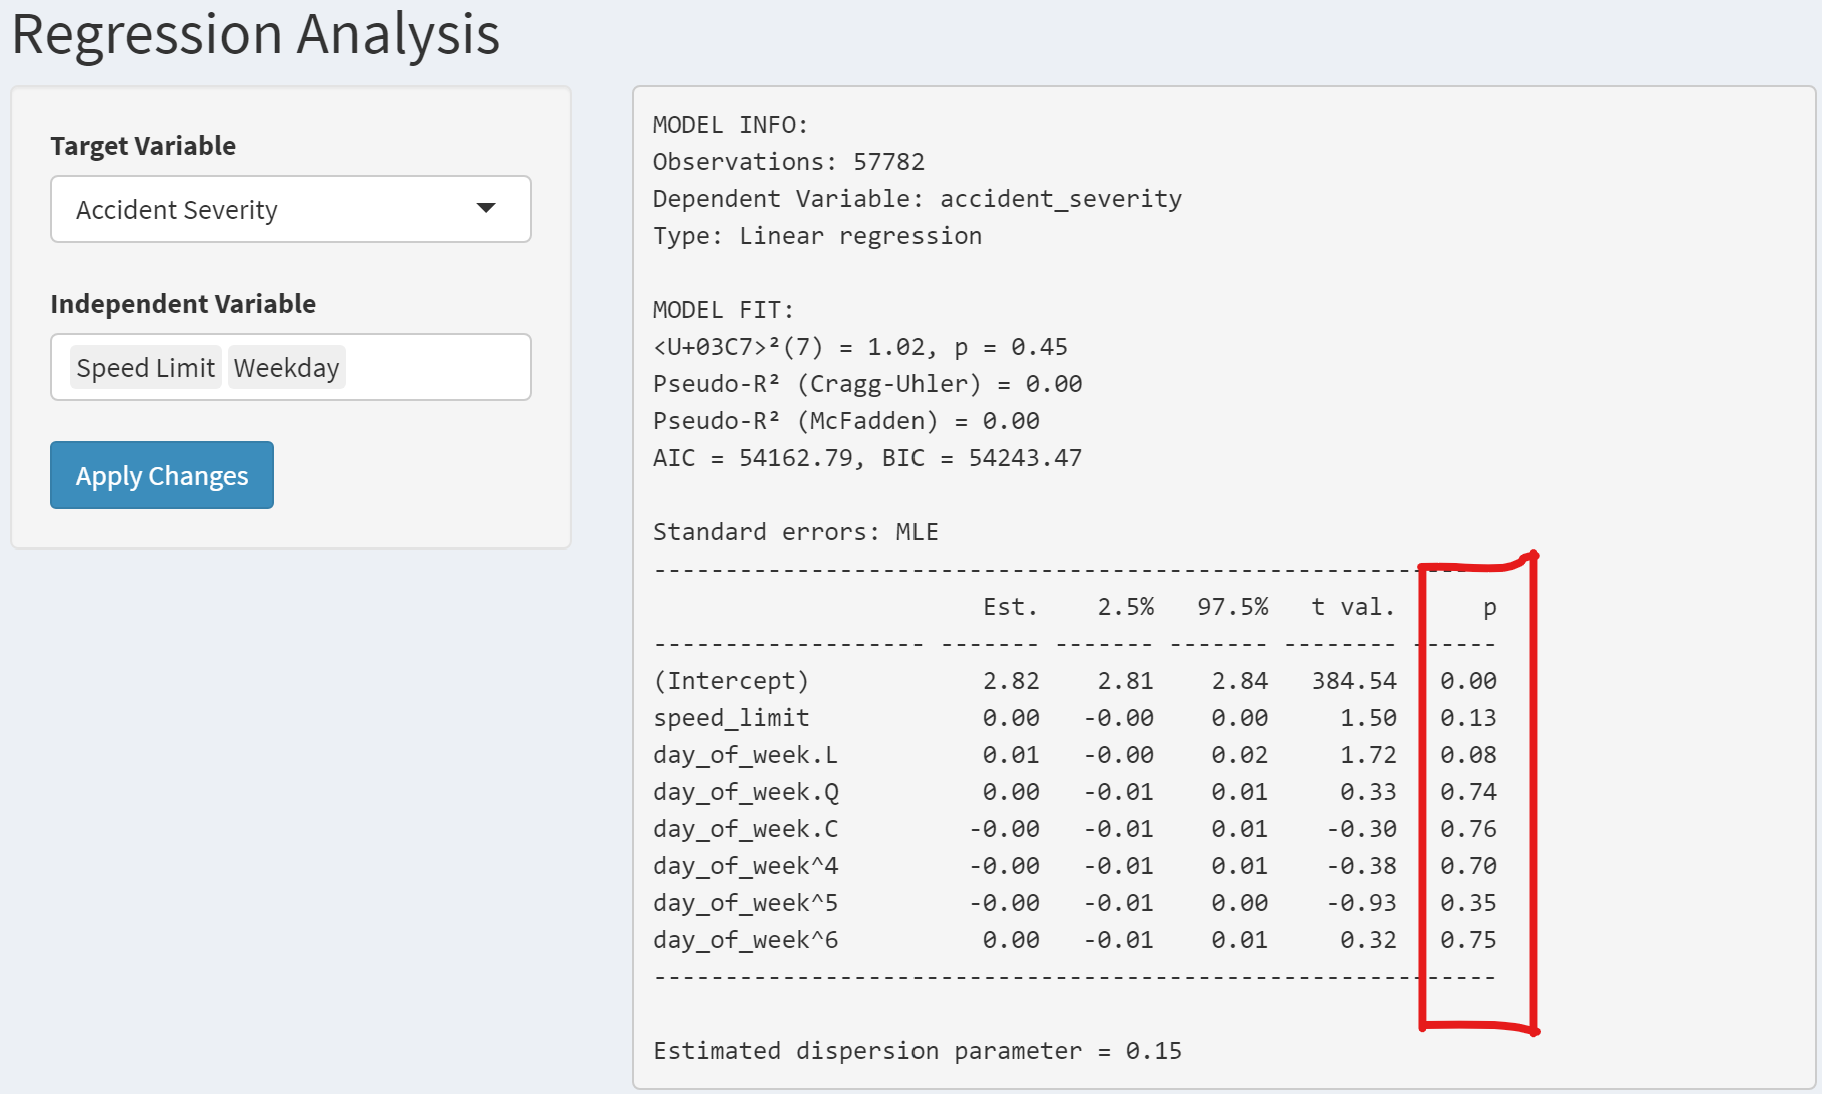 Regression Analysis
Target Variable
Accident Severity
Independent Variable
Speed Limit Weekday
Apply Changes
MODEL INFO:
Observations: 57782
Dependent Variable: accident_severity
Type: Linear regression
MODEL FIT:
<U+03C7>²(7) = 1.02, p = 0.45
Pseudo-R² (Cragg-Uhler) = 0.00
Pseudo-R² (McFadden) = 0.00
AIC = 54162.79, BIC = 54243.47
Standard errors: MLE
-----------------------------------------------------------
Est. 2.5% 97.5% t val. p
------------------- ------- ------- ------- -------- ------
(Intercept) 2.82 2.81 2.84 384.54 0.00
speed_limit 0.00 -0.00 0.00 1.50 0.13
day_of_week.L 0.01 -0.00 0.02 1.72 0.08
day_of_week.Q 0.00 -0.01 0.01 0.33 0.74
day_of_week.C -0.00 -0.01 0.01 -0.30 0.76
day_of_week^4 -0.00 -0.01 0.01 -0.38 0.70
day_of_week^5 -0.00 -0.01 0.00 -0.93 0.35
day_of_week^6 0.00 -0.01 0.01 0.32 0.75
-----------------------------------------------------------
Estimated dispersion parameter = 0.15